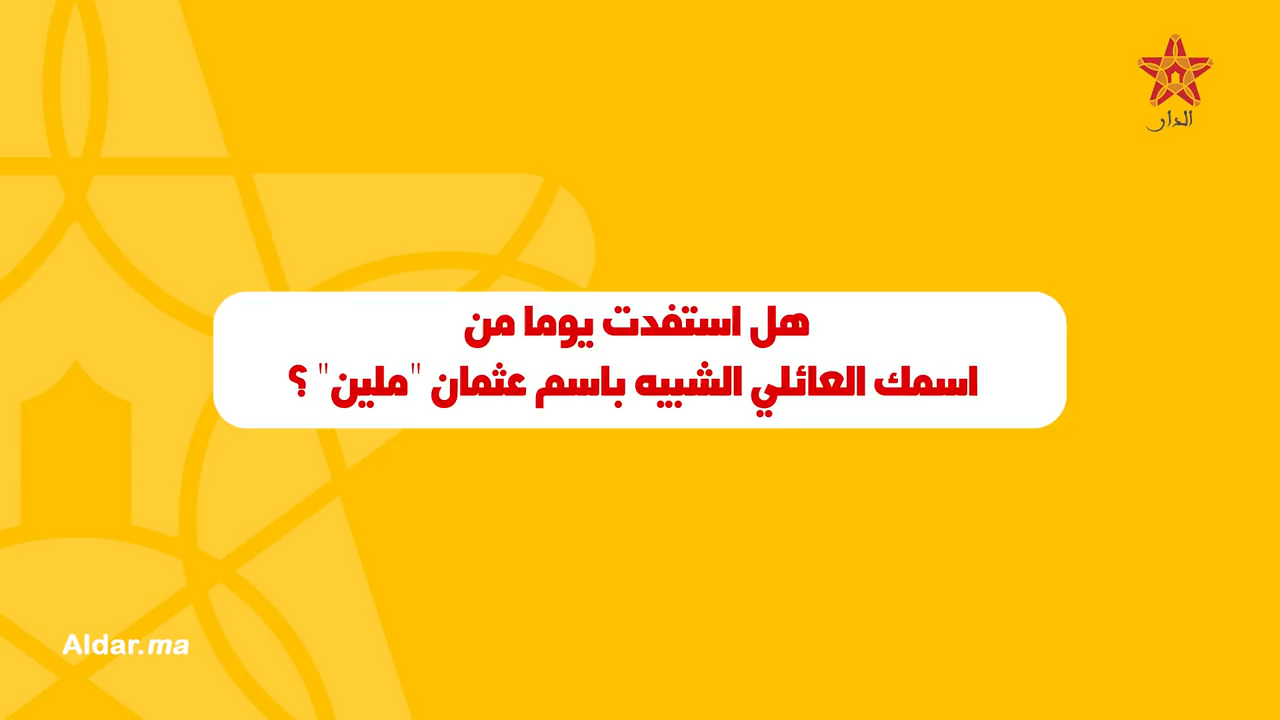 الدار
هل استفدت يوما من
اسمك العائلي الشبيه باسم عثمان "ملين" ؟
Aldar.ma